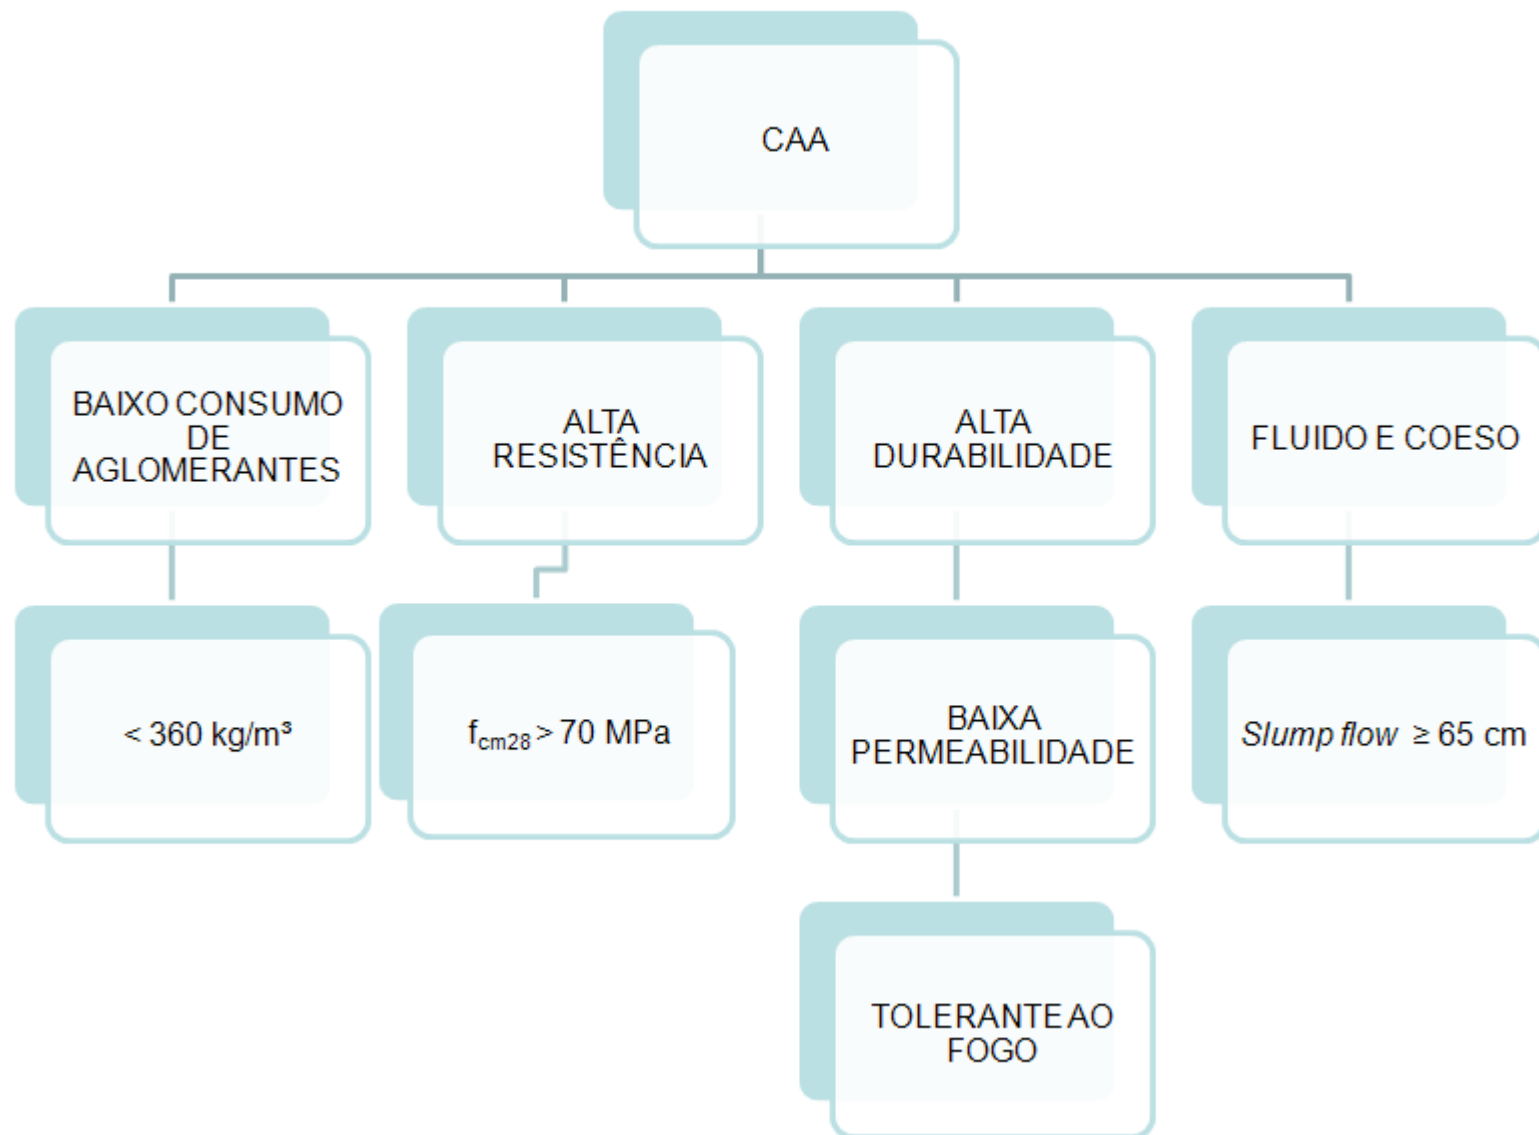 CAA
BAIXO CONSUMO
DE
AGLOMERANTES
ALTA
RESISTÊNCIA
ALTA
DURABILIDADE
FLUIDO E COESO
< 360 kg/m³
fcm28 > 70 MPa
BAIXA
PERMEABILIDADE
Slump flow ≥ 65 cm
TOLERANTE AO
FOGO